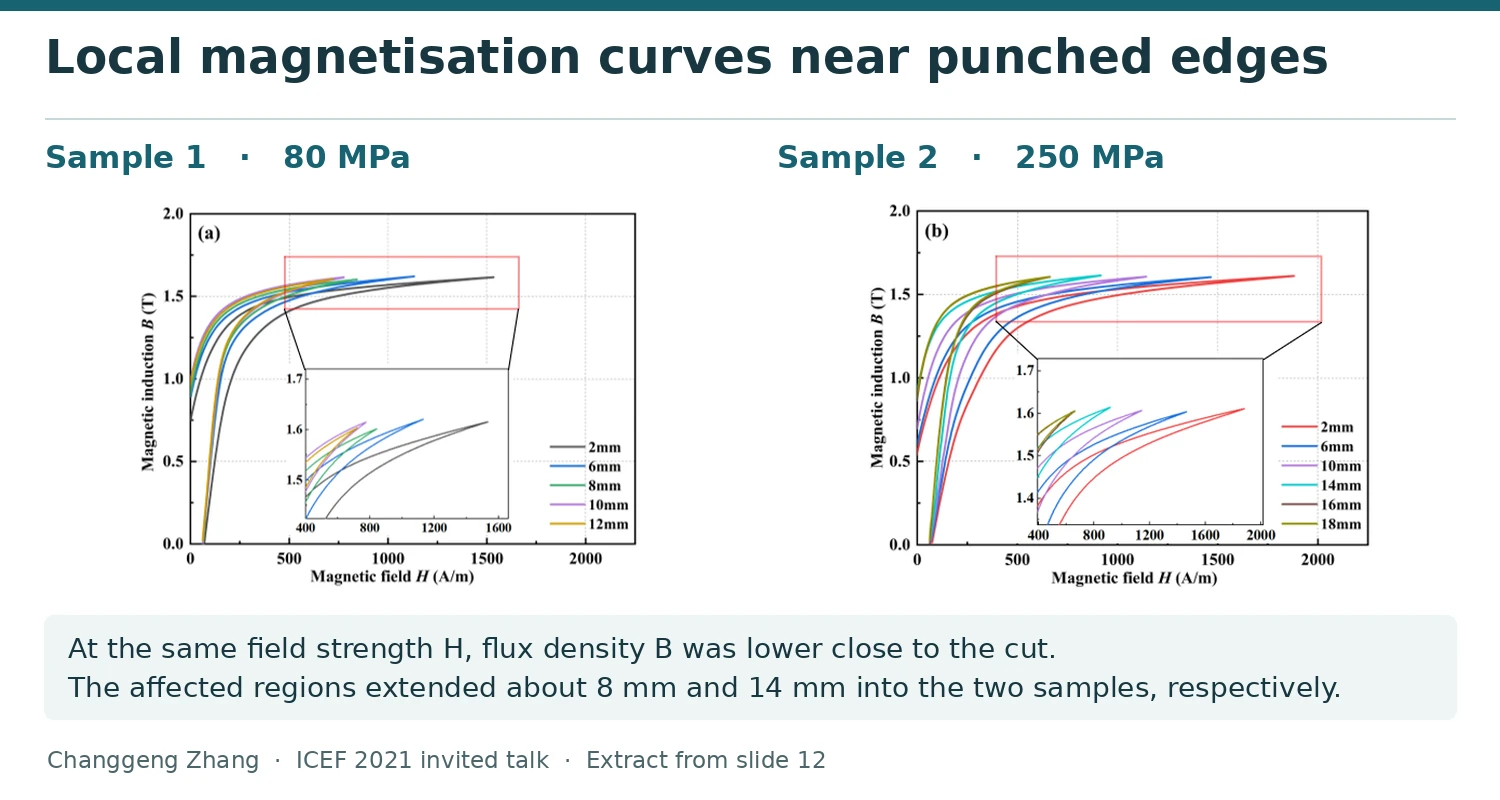 Local magnetisation curves near punched edges
Sample 1 · 80 MPa
Sample 2 · 250 MPa
(a)
Magnetic induction B (T)
2.0
1.5
1.0
0.5
0.0
1.7
1.6
1.5
400 800 1200 1600
2mm
6mm
8mm
10mm
12mm
0 500 1000 1500 2000
Magnetic field H (A/m)
(b)
Magnetic induction B (T)
2.0
1.5
1.0
0.5
0.0
1.7
1.6
1.5
1.4
400 800 1200 1600 2000
2mm
6mm
10mm
14mm
16mm
18mm
0 500 1000 1500 2000
Magnetic field H (A/m)
At the same field strength H, flux density B was lower close to the cut.
The affected regions extended about 8 mm and 14 mm into the two samples, respectively.
Changgeng Zhang · ICEF 2021 invited talk · Extract from slide 12